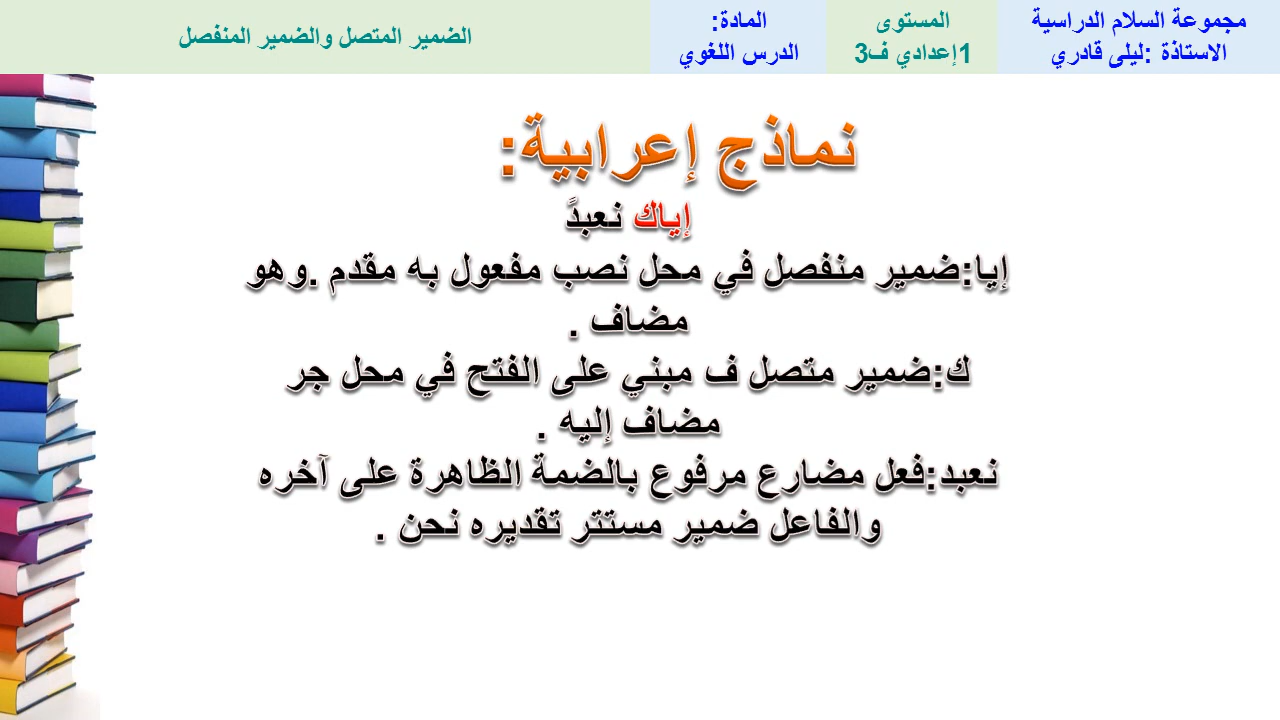 مجموعة السلام الدراسية
الاستاذة :ليلى قادري
المستوى
1إعدادي ف3
المادة:
الدرس اللغوي
الضمير المتصل والضمير المنفصل
نماذج إعرابية:
إياك نعبدً
إيا:ضمير منفصل في محل نصب مفعول به مقدم .وهو
مضاف .
ك:ضمير متصل ف مبني على الفتح في محل جر
مضاف إليه .
نعبد:فعل مضارع مرفوع بالضمة الظاهرة على آخره
والفاعل ضمير مستتر تقديره نحن .